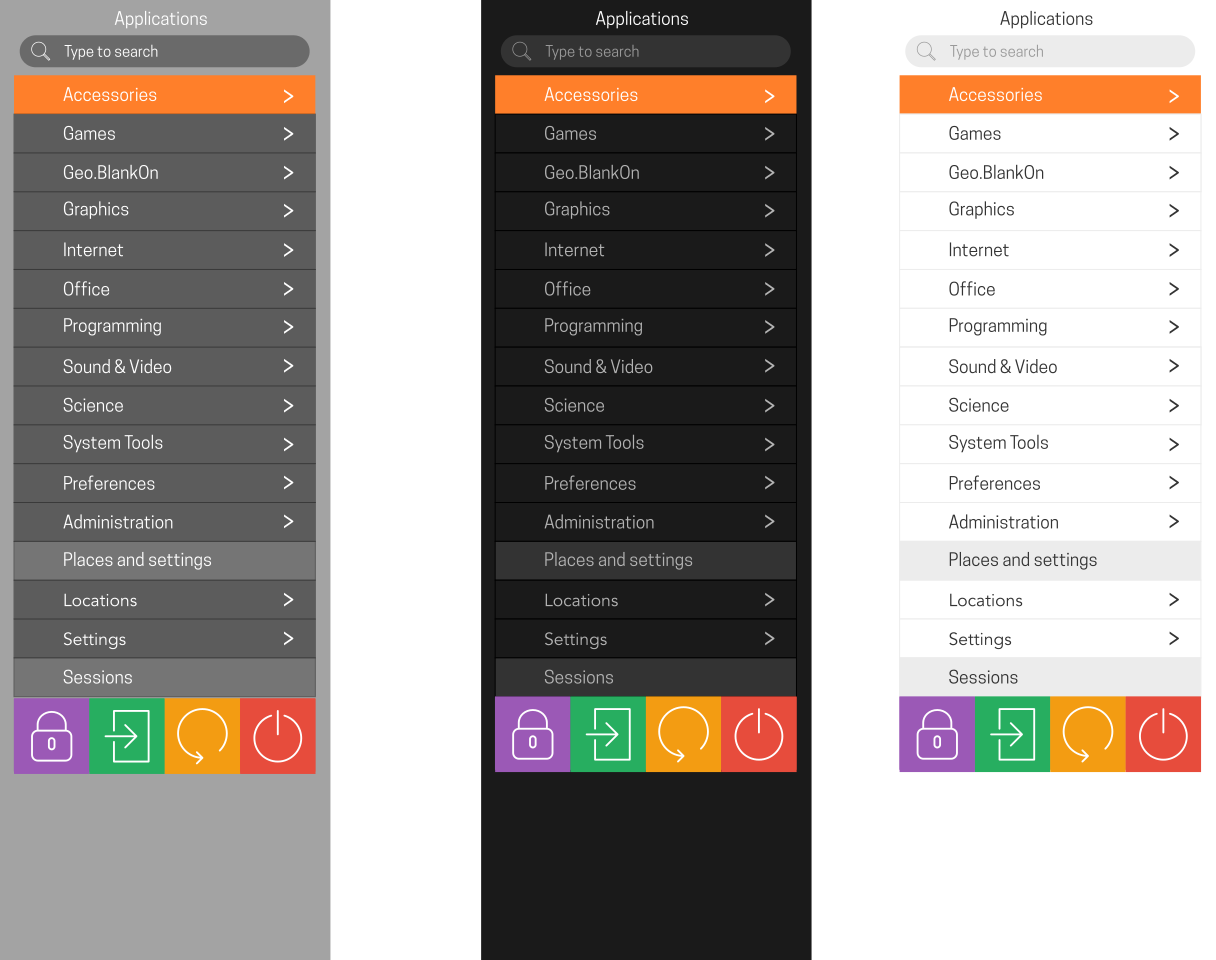 Applications
Type to search
Accessories
Games
Geo.BlankOn
Graphics
Internet
Office
Programming
Sound & Video
Science
System Tools
Preferences
Administration
Places and settings
Locations
Settings
Sessions
Applications
Type to search
Accessories
Games
Geo.BlankOn
Graphics
Internet
Office
Programming
Sound & Video
Science
System Tools
Preferences
Administration
Places and settings
Locations
Settings
Sessions
Applications
Type to search
Accessories
Games
Geo.BlankOn
Graphics
Internet
Office
Programming
Sound & Video
Science
System Tools
Preferences
Administration
Places and settings
Locations
Settings
Sessions